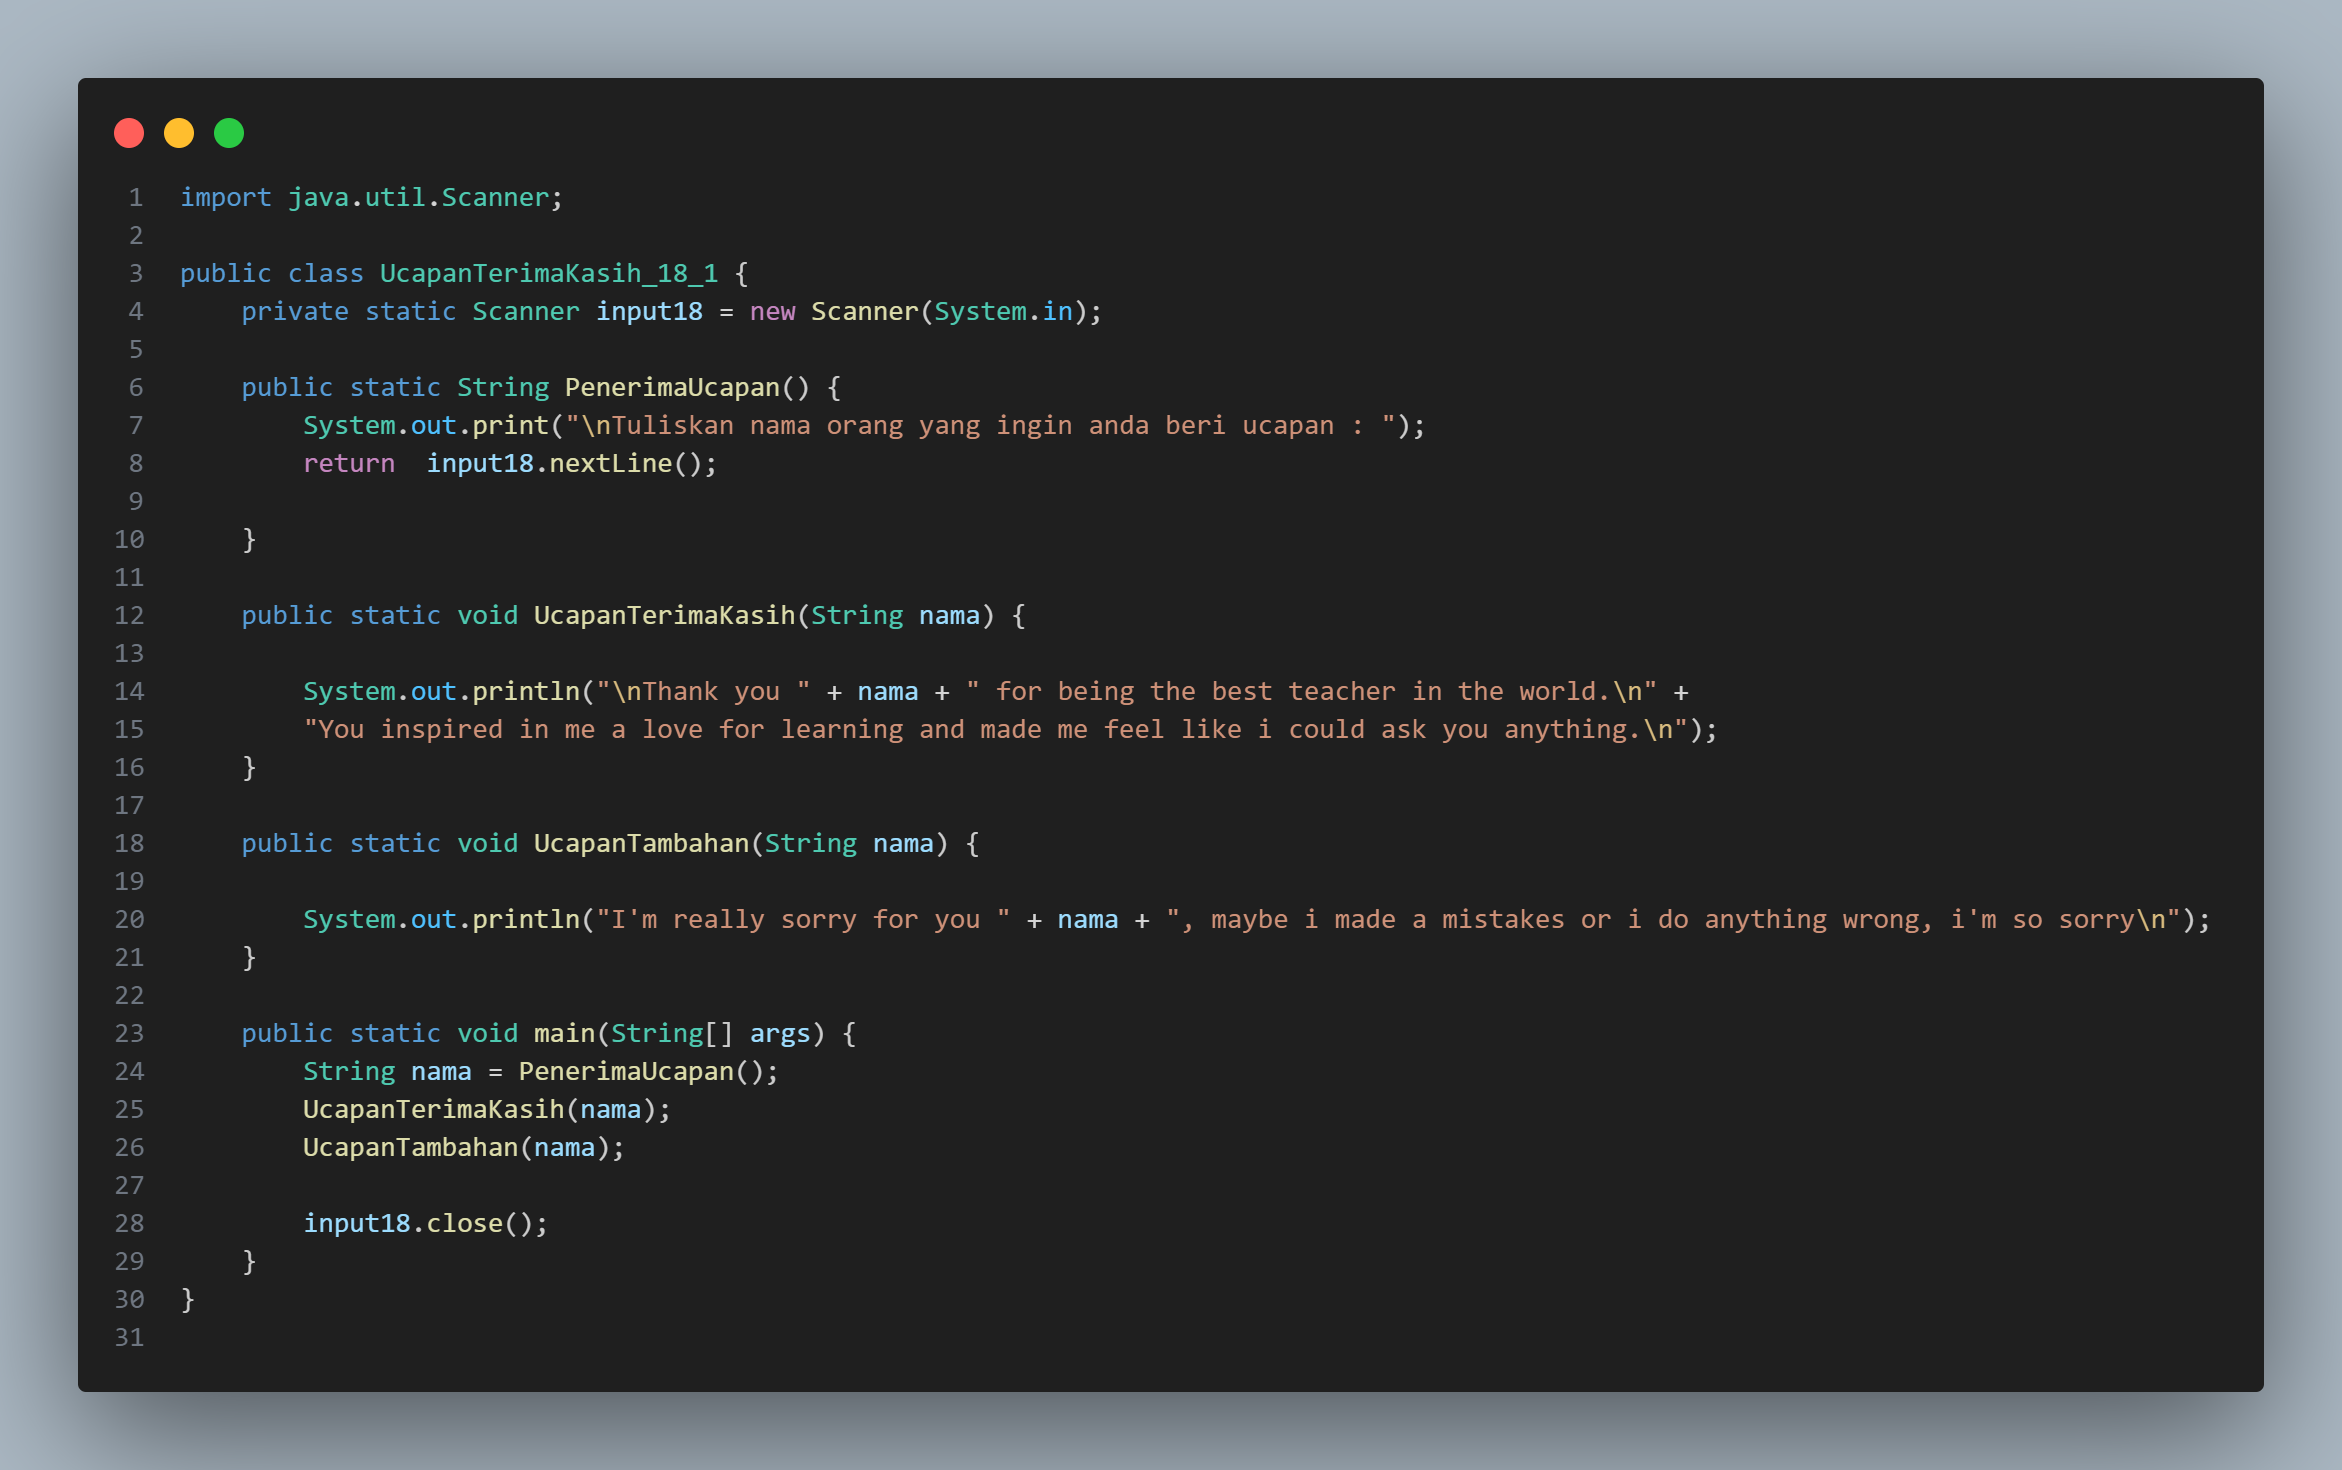 1 import java.util.Scanner;
2
3 public class UcapanTerimaKasih_18_1 {
4     private static Scanner input18 = new Scanner(System.in);
5
6     public static String PenerimaUcapan() {
7         System.out.print("\nTuliskan nama orang yang ingin anda beri ucapan : ");
8         return  input18.nextLine();
9
10     }
11
12     public static void UcapanTerimaKasih(String nama) {
13
14         System.out.println("\nThank you " + nama + " for being the best teacher in the world.\n" +
15         "You inspired in me a love for learning and made me feel like i could ask you anything.\n");
16     }
17
18     public static void UcapanTambahan(String nama) {
19
20         System.out.println("I'm really sorry for you " + nama + ", maybe i made a mistakes or i do anything wrong, i'm so sorry\n");
21     }
22
23     public static void main(String[] args) {
24         String nama = PenerimaUcapan();
25         UcapanTerimaKasih(nama);
26         UcapanTambahan(nama);
27
28         input18.close();
29     }
30 }
31